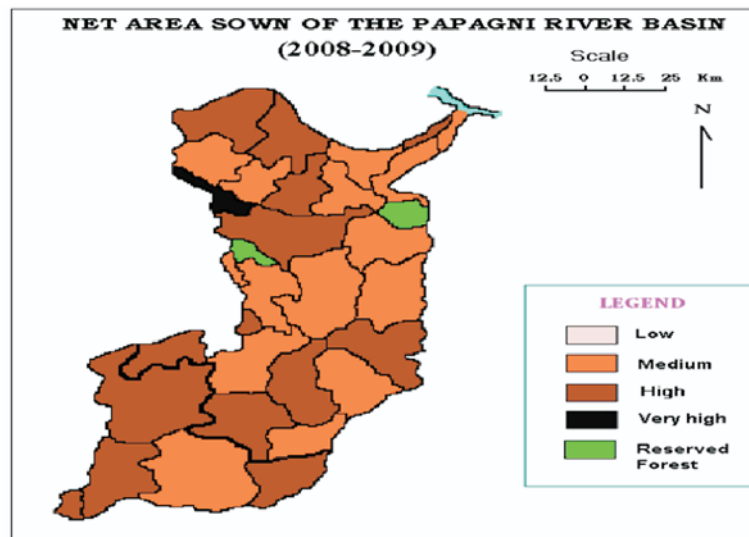 NET AREA SOWN OF THE PAPAGNI RIVER BASIN
(2008-2009)
Scale
12.5 0 12.5 25 Km
N
LEGEND
Low
Medium
High
Very high
Reserved
Forest